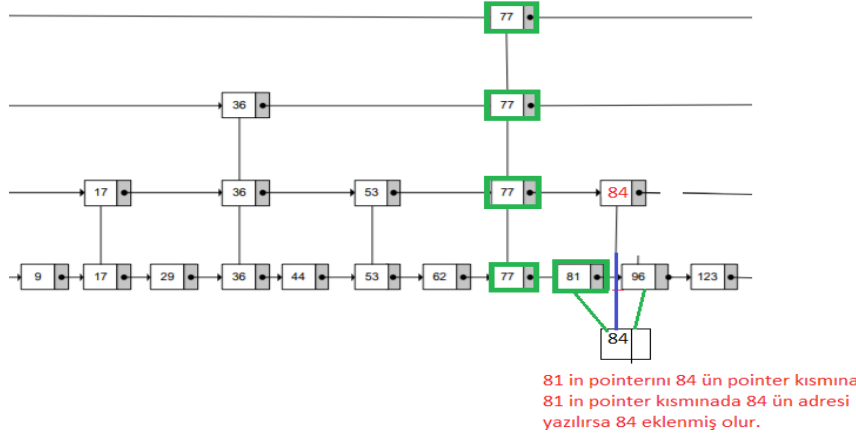 77
36 77
17 36 53 77 84
9 17 29 36 44 53 62 77 81 96 123
84
81 in pointerını 84 ün pointer kısmına
81 in pointer kısmınada 84 ün adresi
yazılırsa 84 eklenmiş olur.